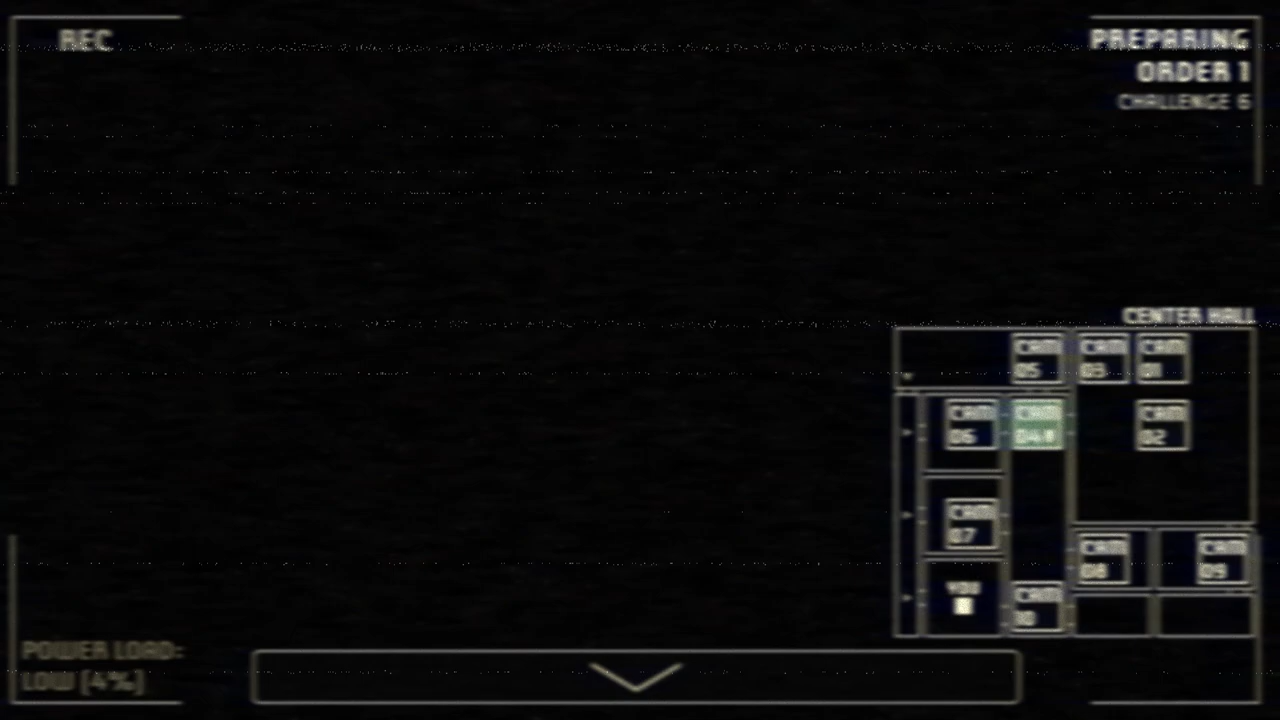 REC
PREPARING
ORDER 1
CHALLENGE 6
CENTER HALL
CAM
05
CAM
03
CAM
01
CAM
06
CAM
04
CAM
02
CAM
07
CAM
08
CAM
09
YOU
CAM
10
POWER LOAD:
LOW (4%)